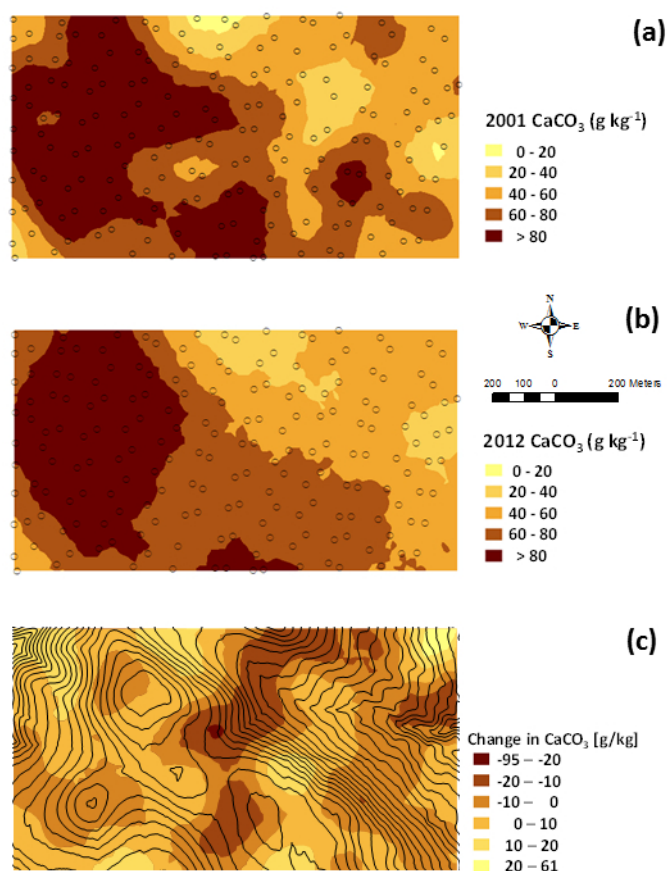 (a)
2001 CaCO₃ (g kg⁻¹)
0 - 20
20 - 40
40 - 60
60 - 80
> 80
N
W E
S
(b)
200 100 0 200 Meters
2012 CaCO₃ (g kg⁻¹)
0 - 20
20 - 40
40 - 60
60 - 80
> 80
(c)
Change in CaCO₃ [g/kg]
-95 – -20
-20 – -10
-10 – 0
0 – 10
10 – 20
20 – 61